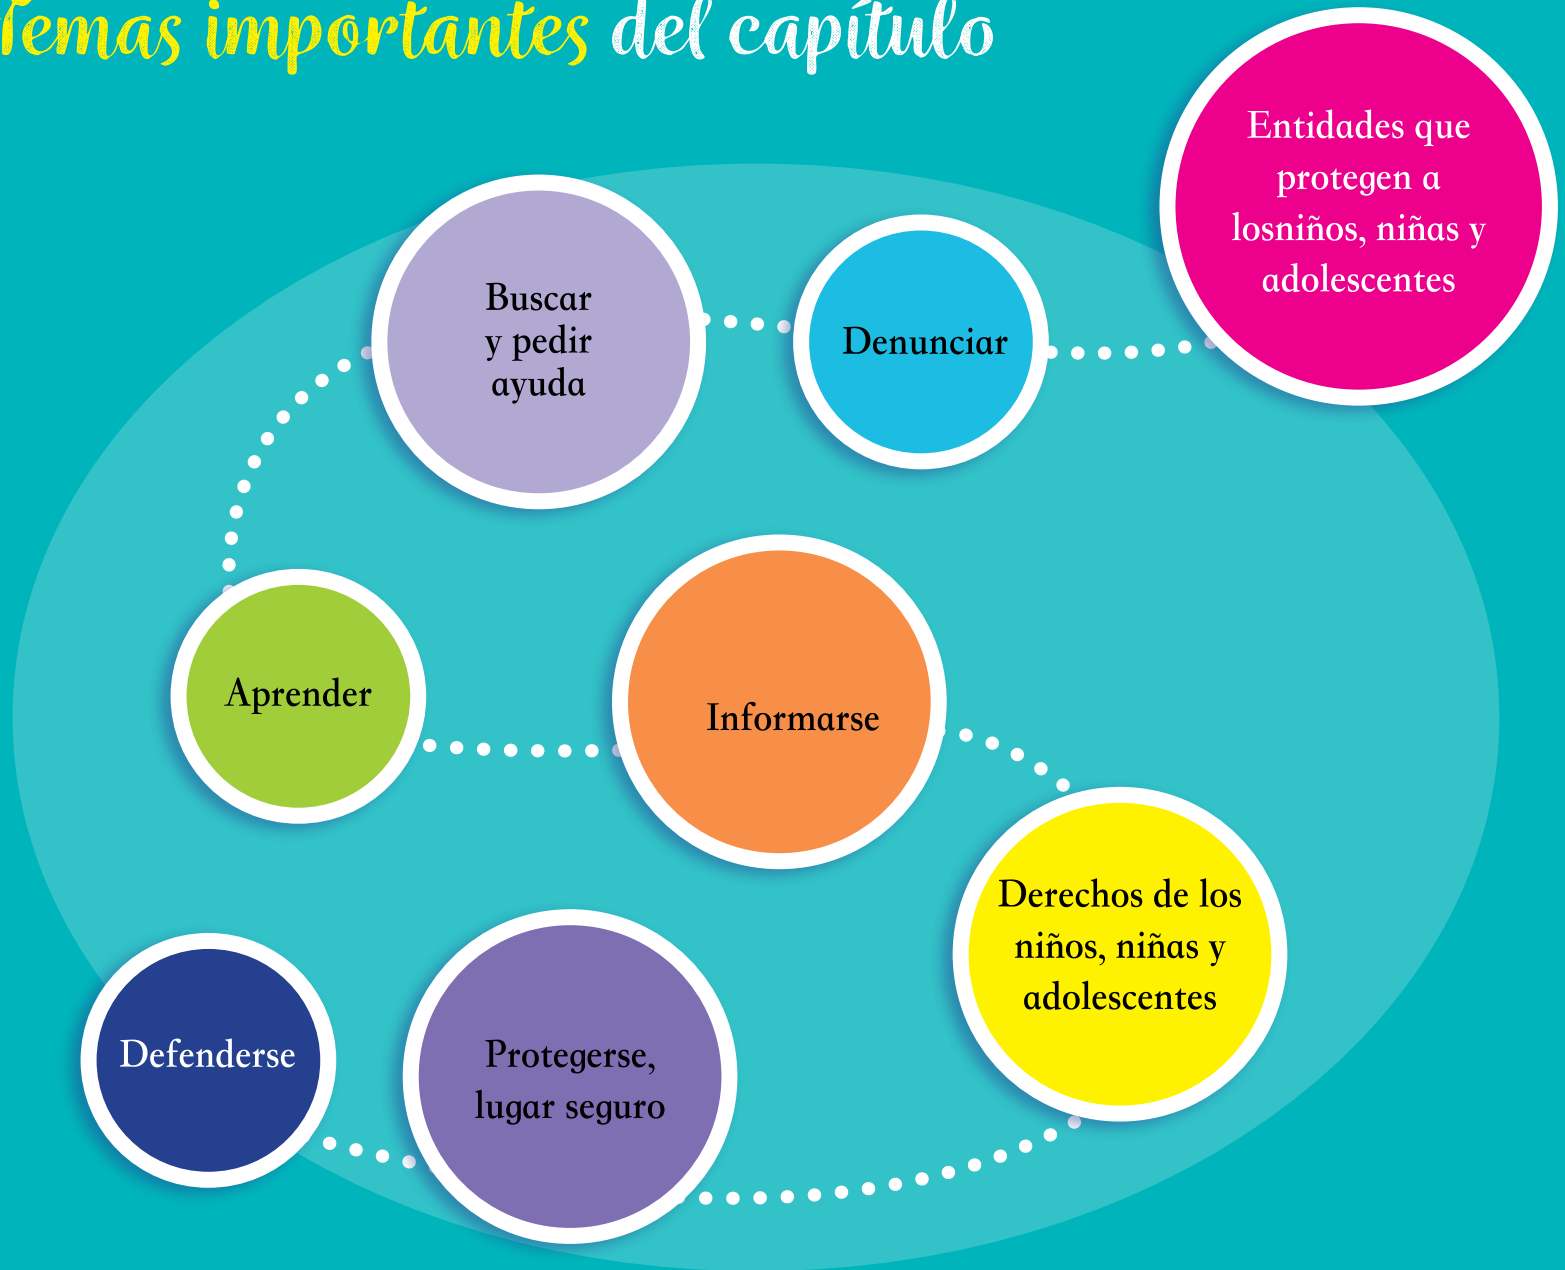 Temas importantes del capítulo
Entidades que
protegen a
losniños, niñas y
adolescentes
Buscar
y pedir
ayuda
Denunciar
Aprender
Informarse
Derechos de los
niños, niñas y
adolescentes
Defenderse
Protegerse,
lugar seguro